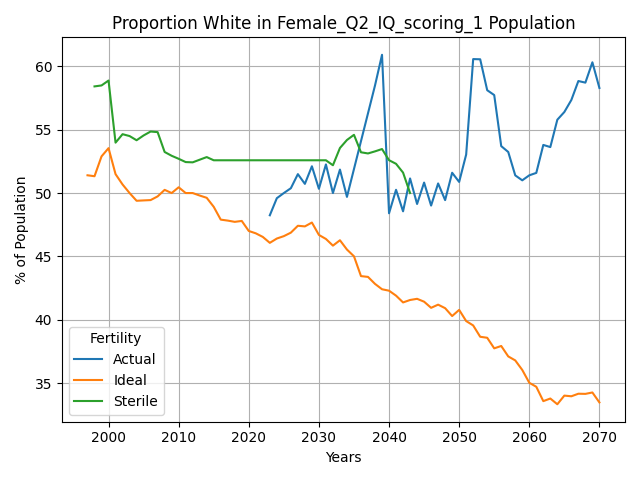 Proportion White in Female_Q2_IQ_scoring_1 Population
% of Population
60
55
50
45
40
35
Fertility
Actual
Ideal
Sterile
2000
2010
2020
2030
2040
2050
2060
2070
Years